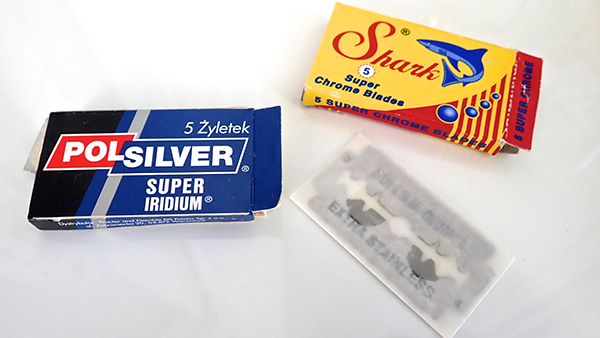 5 Żyletek
POLSILVER®
SUPER
IRIDIUM®
Shark®
5
Super
Chrome Blades
5 SUPER CHROME BLADES
5 SUPER CHROME
EXTRA STAINLESS